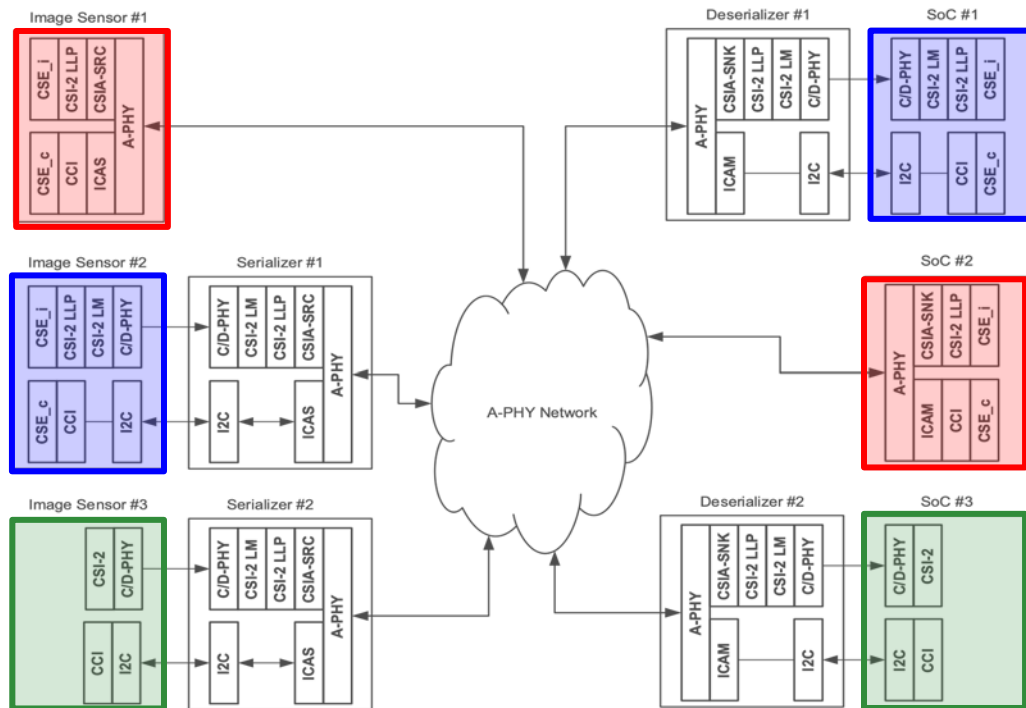 Image Sensor #1
CSE_i
CSI-2 LLP
CSIA-SRC
A-PHY
CSE_c
CCI
ICAS
Deserializer #1
A-PHY
CSIA-SNK
CSI-2 LLP
CSI-2 LM
C/D-PHY
ICAM
I2C
SoC #1
C/D-PHY
CSI-2 LM
CSI-2 LLP
CSE_i
I2C
CCI
CSE_c
Image Sensor #2
CSE_i
CSI-2 LLP
CSI-2 LM
C/D-PHY
CSE_c
CCI
I2C
Serializer #1
C/D-PHY
CSI-2 LM
CSI-2 LLP
CSIA-SRC
A-PHY
I2C
ICAS
A-PHY Network
SoC #2
A-PHY
CSIA-SNK
CSI-2 LLP
CSE_i
ICAM
CCI
CSE_c
Image Sensor #3
CSI-2
C/D-PHY
CCI
I2C
Serializer #2
C/D-PHY
CSI-2 LM
CSI-2 LLP
CSIA-SRC
A-PHY
I2C
ICAS
Deserializer #2
A-PHY
CSIA-SNK
CSI-2 LLP
CSI-2 LM
C/D-PHY
ICAM
I2C
SoC #3
C/D-PHY
CSI-2
I2C
CCI